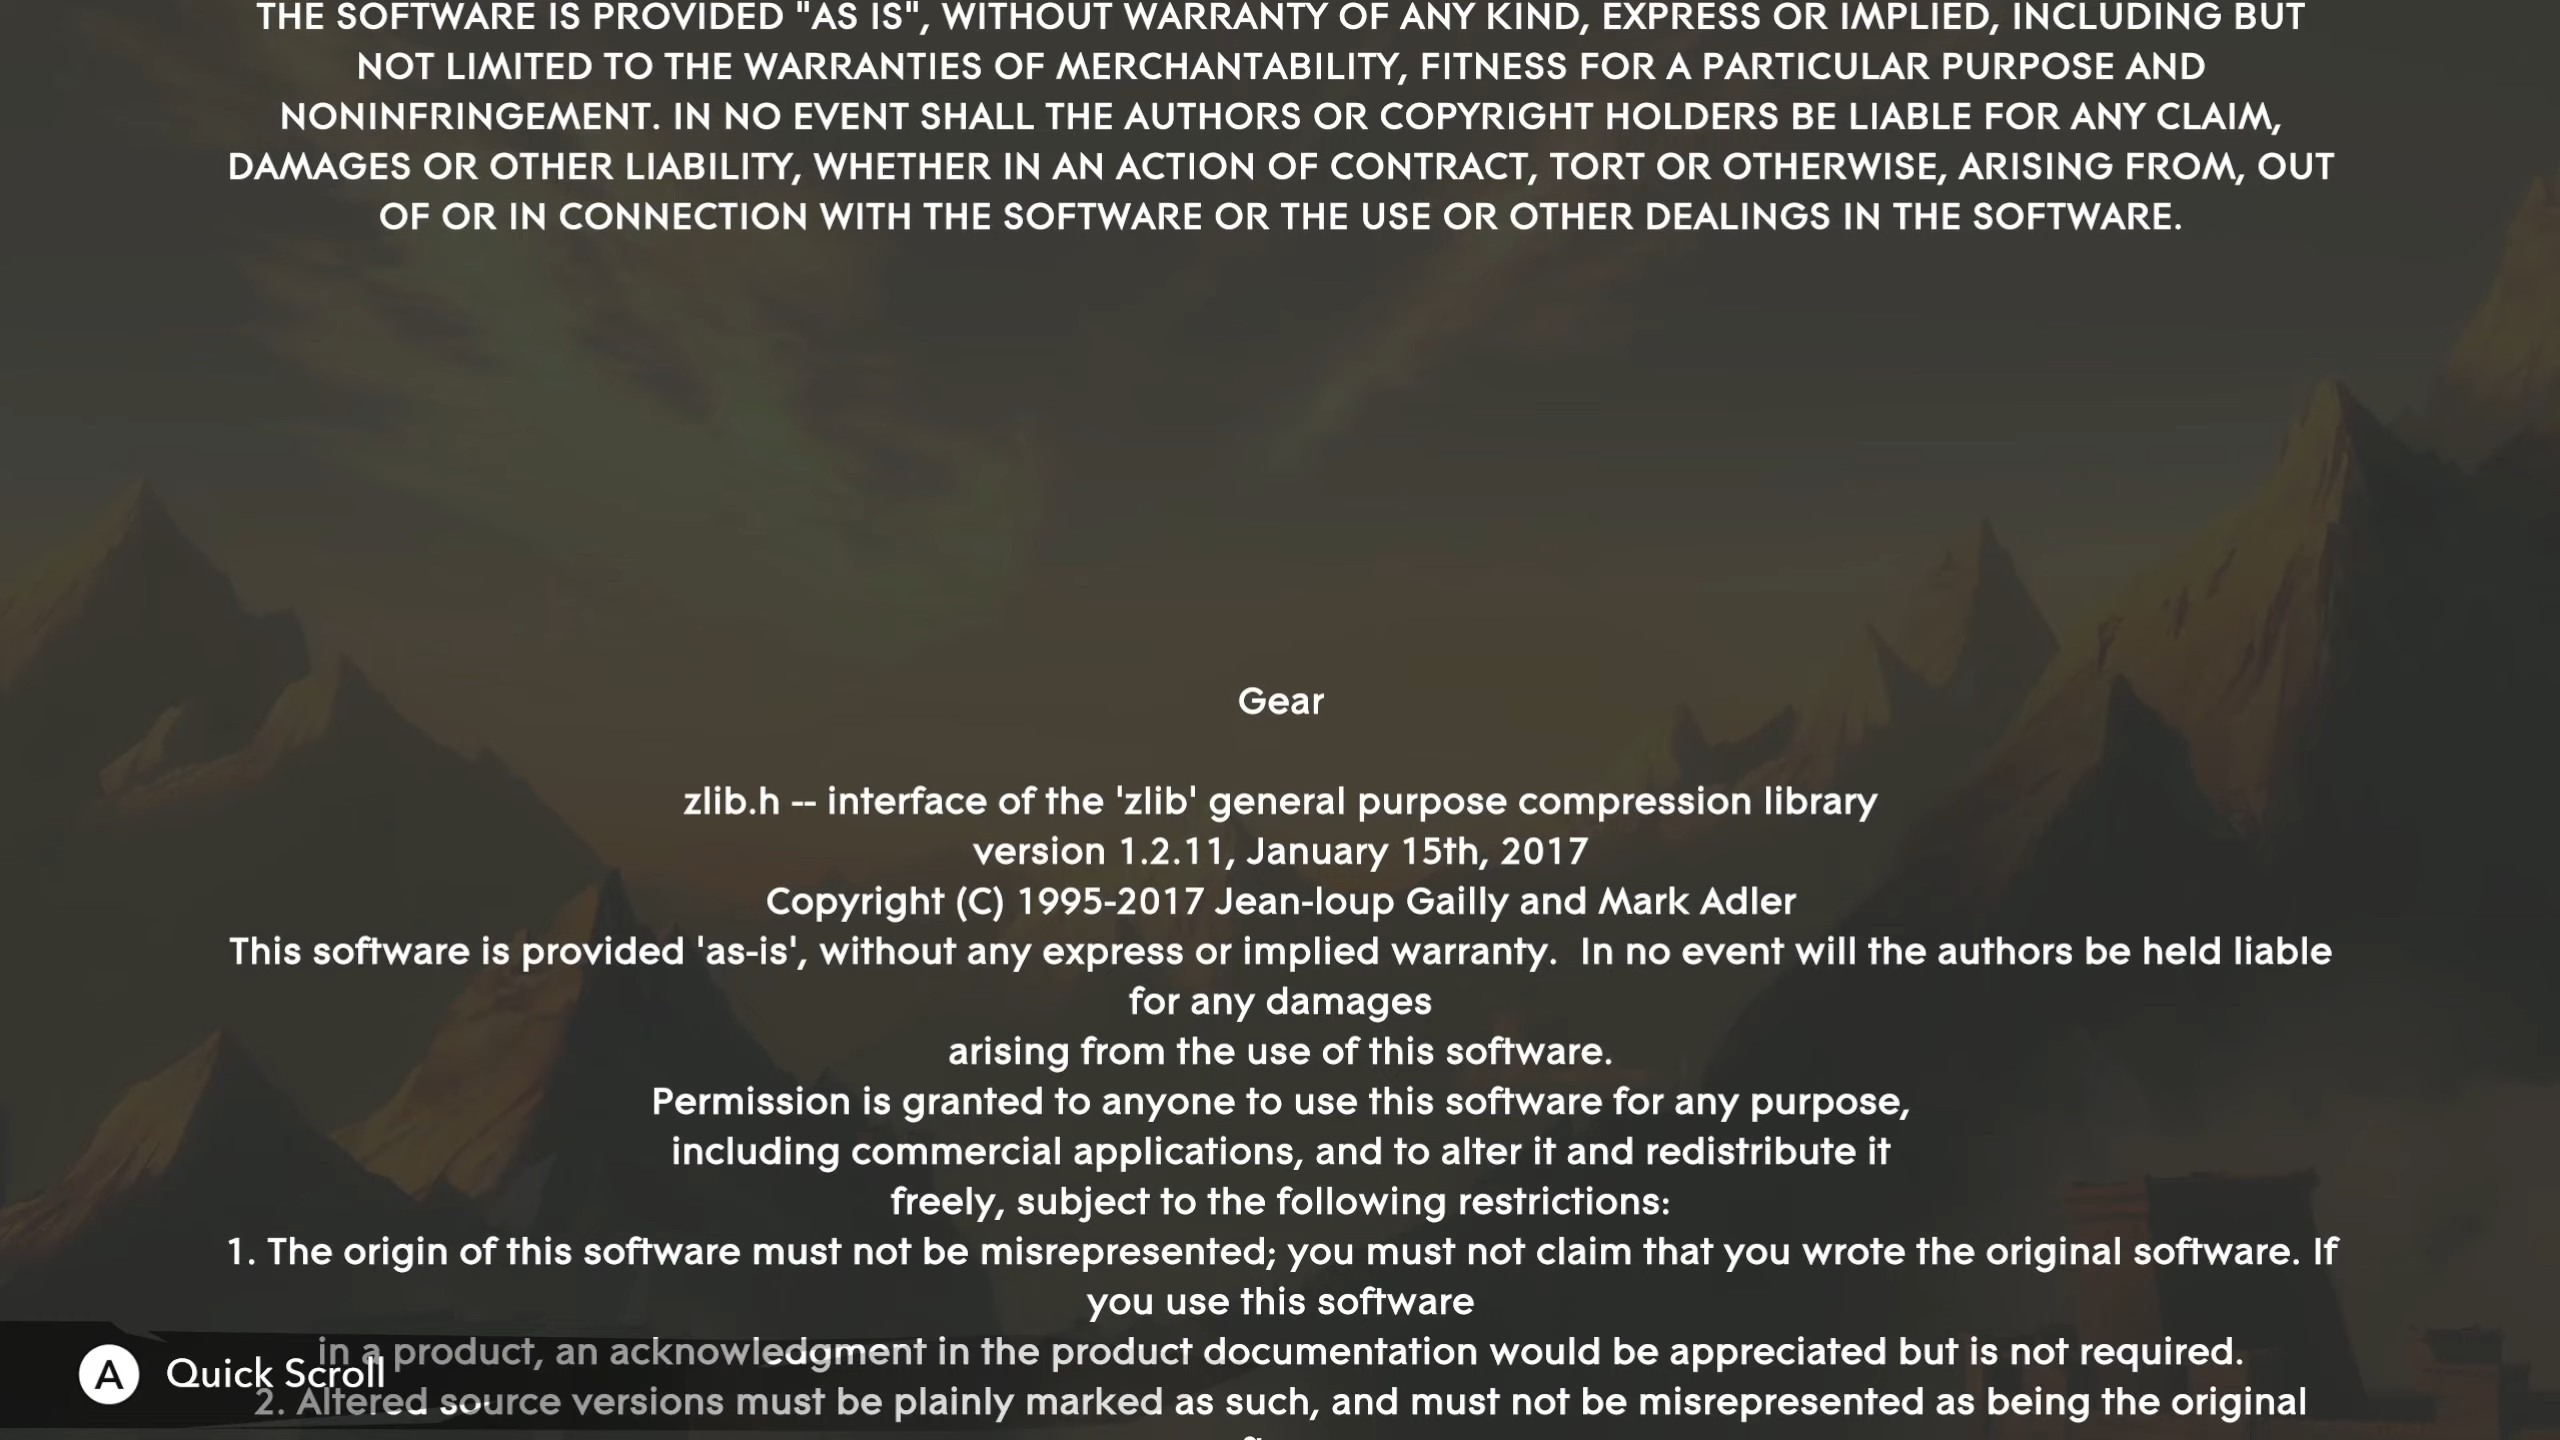 THE SOFTWARE IS PROVIDED "AS IS", WITHOUT WARRANTY OF ANY KIND, EXPRESS OR IMPLIED, INCLUDING BUT
NOT LIMITED TO THE WARRANTIES OF MERCHANTABILITY, FITNESS FOR A PARTICULAR PURPOSE AND
NONINFRINGEMENT. IN NO EVENT SHALL THE AUTHORS OR COPYRIGHT HOLDERS BE LIABLE FOR ANY CLAIM,
DAMAGES OR OTHER LIABILITY, WHETHER IN AN ACTION OF CONTRACT, TORT OR OTHERWISE, ARISING FROM, OUT
OF OR IN CONNECTION WITH THE SOFTWARE OR THE USE OR OTHER DEALINGS IN THE SOFTWARE.
Gear
zlib.h -- interface of the 'zlib' general purpose compression library
version 1.2.11, January 15th, 2017
Copyright (C) 1995-2017 Jean-loup Gailly and Mark Adler
This software is provided 'as-is', without any express or implied warranty.  In no event will the authors be held liable
for any damages
arising from the use of this software.
Permission is granted to anyone to use this software for any purpose,
including commercial applications, and to alter it and redistribute it
freely, subject to the following restrictions:
1. The origin of this software must not be misrepresented; you must not claim that you wrote the original software. If
you use this software
in a product, an acknowledgment in the product documentation would be appreciated but is not required.
2. Altered source versions must be plainly marked as such, and must not be misrepresented as being the original
A Quick Scroll